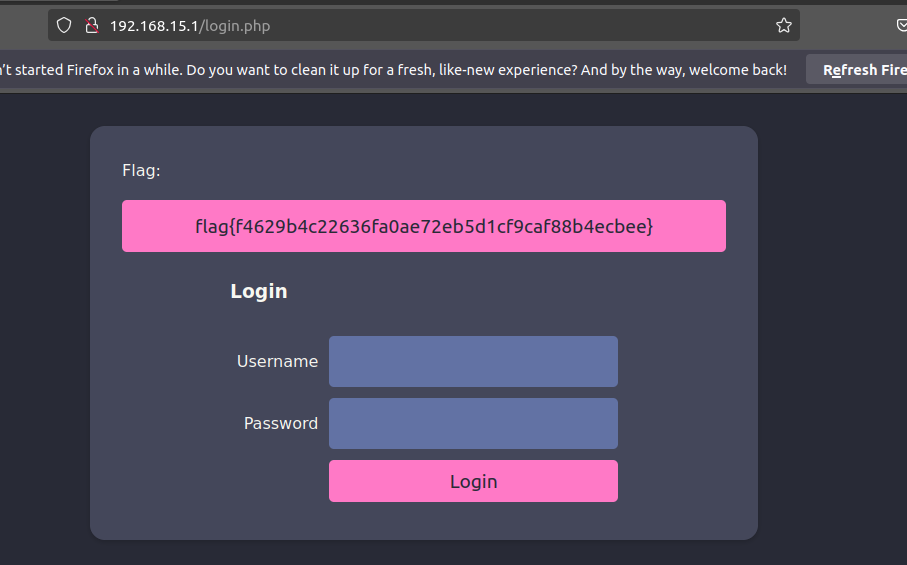 192.168.15.1/login.php
't started Firefox in a while. Do you want to clean it up for a fresh, like-new experience? And by the way, welcome back!
Refresh Fire
Flag:
flag{f4629b4c22636fa0ae72eb5d1cf9caf88b4ecbee}
Login
Username
Password
Login